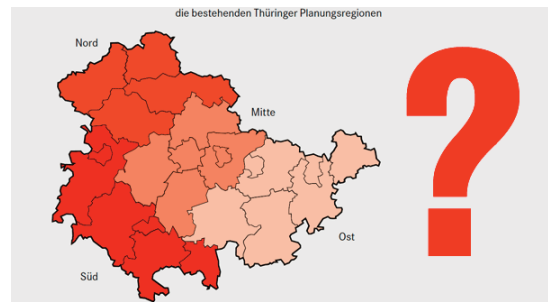 die bestehenden Thüringer Planungsregionen
Nord
Mitte
Ost
Süd
?